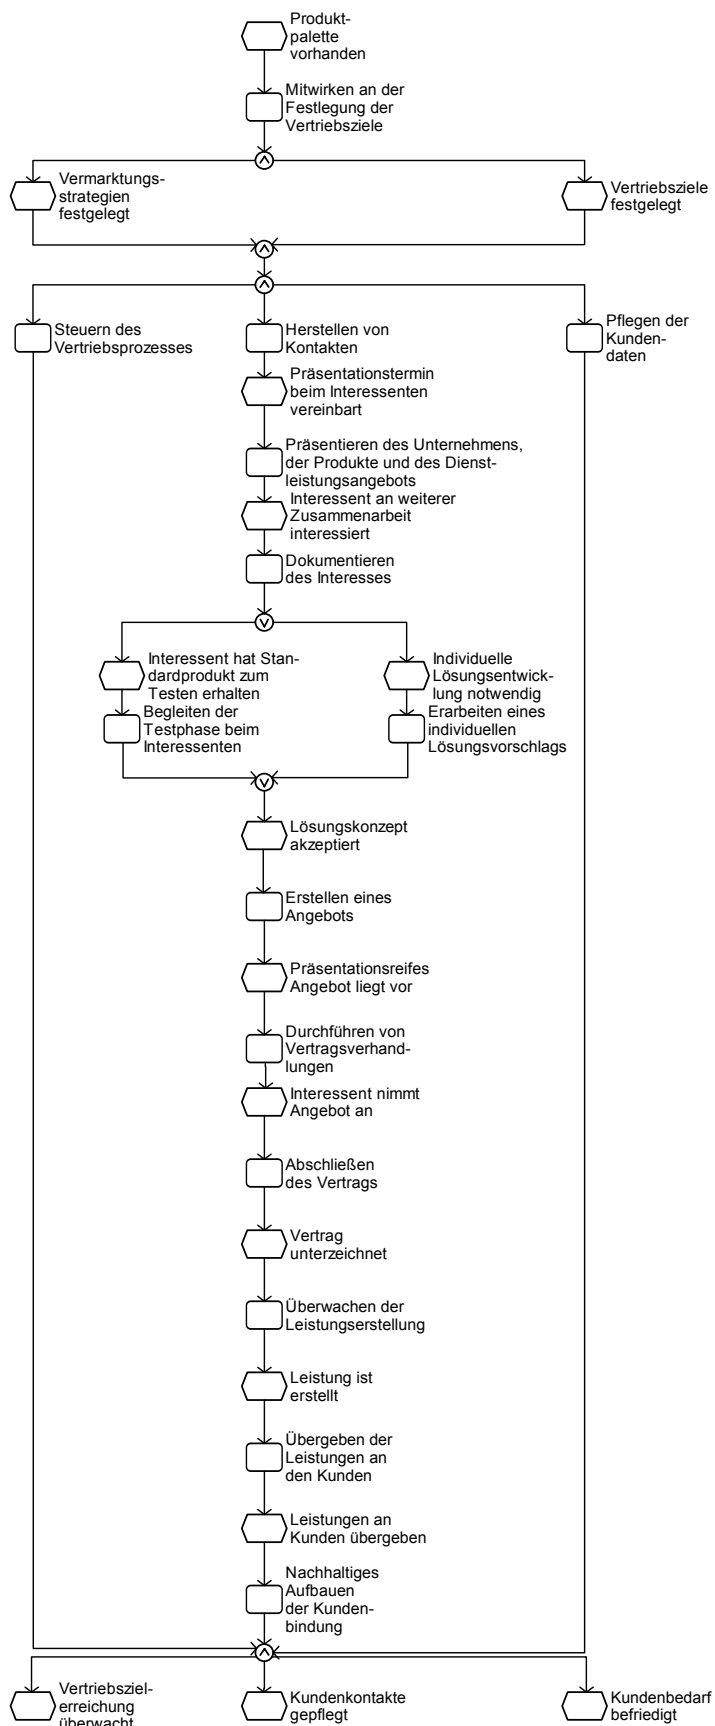 Produkt-
palette
vorhanden
Mitwirken an der
Festlegung der
Vertriebsziele
Vermarktungs-
strategien
festgelegt
Vertriebsziele
festgelegt
Steuern des
Vertriebsprozesses
Herstellen von
Kontakten
Pflegen der
Kunden-
daten
Präsentationstermin
beim Interessenten
vereinbart
Präsentieren des Unternehmens,
der Produkte und des Dienst-
leistungsangebots
Interessent an weiterer
Zusammenarbeit
interessiert
Dokumentieren
des Interesses
Interessent hat Stan-
dardprodukt zum
Testen erhalten
Individuelle
Lösungsentwick-
lung notwendig
Begleiten der
Testphase beim
Interessenten
Erarbeiten eines
individuellen
Lösungsvorschlags
Lösungskonzept
akzeptiert
Erstellen eines
Angebots
Präsentationsreifes
Angebot liegt vor
Durchführen von
Vertragsverhand-
lungen
Interessent nimmt
Angebot an
Abschließen
des Vertrags
Vertrag
unterzeichnet
Überwachen der
Leistungserstellung
Leistung ist
erstellt
Übergeben der
Leistungen an
den Kunden
Leistungen an
Kunden übergeben
Nachhaltiges
Aufbauen
der Kunden-
bindung
Vertriebsziel-
erreichung
überwacht
Kundenkontakte
gepflegt
Kundenbedarf
befriedigt